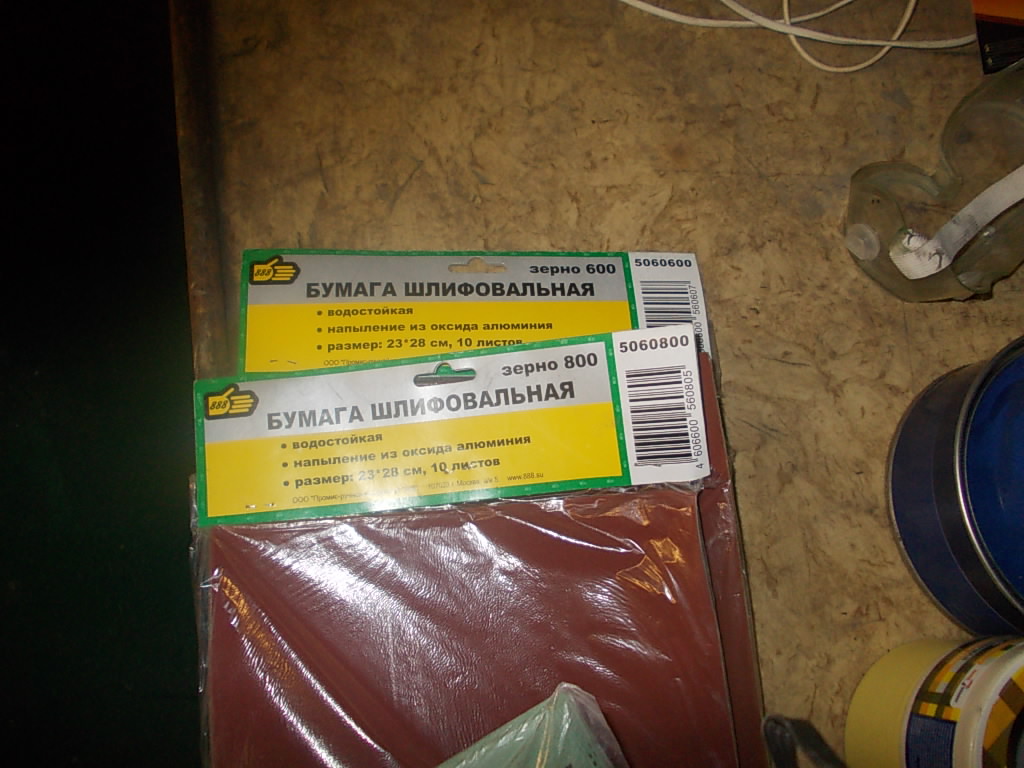 888
зерно 600
5060600
БУМАГА ШЛИФОВАЛЬНАЯ
• водостойкая
• напыление из оксида алюминия
• размер: 23*28 см, 10 листов
888
зерно 800
5060800
БУМАГА ШЛИФОВАЛЬНАЯ
• водостойкая
• напыление из оксида алюминия
• размер: 23*28 см, 10 листов
г. Москва, а/я 5 www.888.su
4 606600 560805